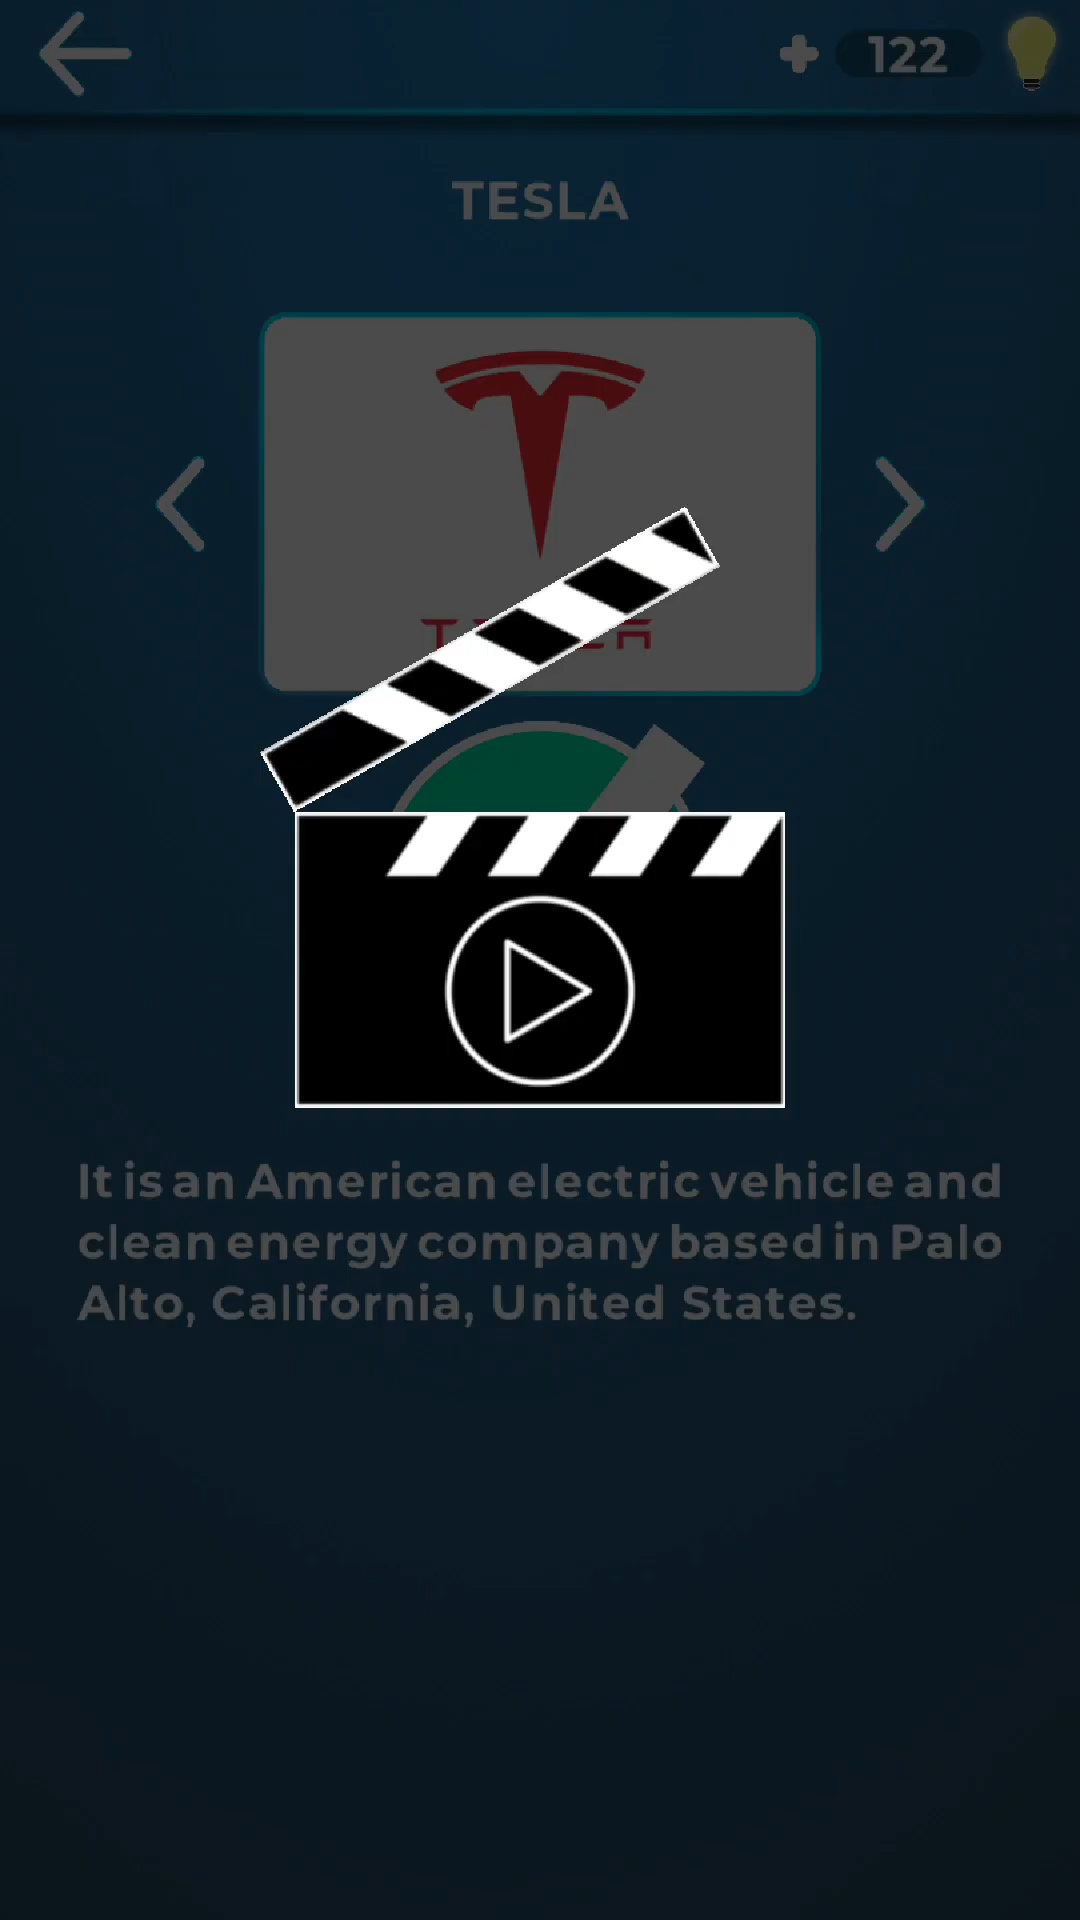 122
TESLA
It is an American electric vehicle and
clean energy company based in Palo
Alto, California, United States.